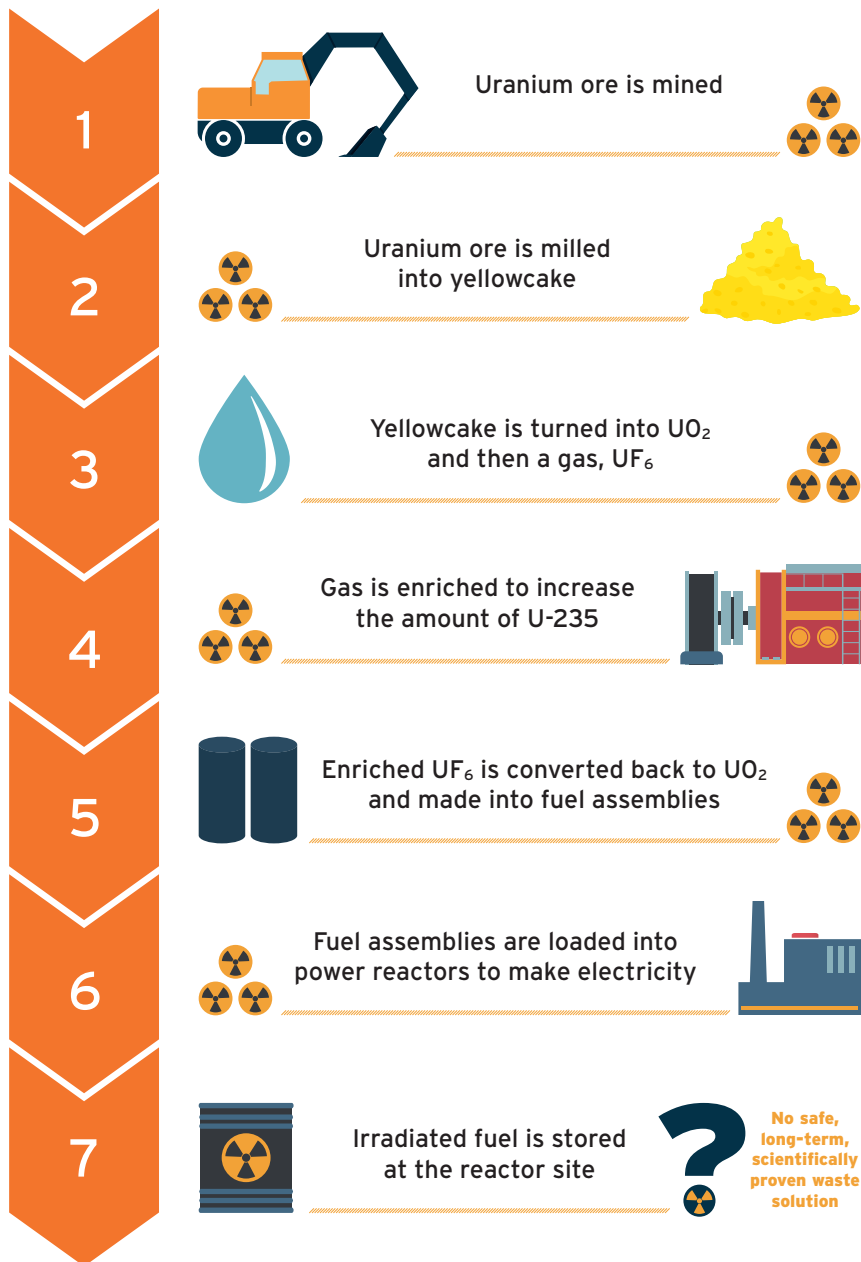 1
Uranium ore is mined
2
Uranium ore is milled
into yellowcake
3
Yellowcake is turned into UO₂
and then a gas, UF₆
4
Gas is enriched to increase
the amount of U-235
5
Enriched UF₆ is converted back to UO₂
and made into fuel assemblies
6
Fuel assemblies are loaded into
power reactors to make electricity
7
Irradiated fuel is stored
at the reactor site
?
No safe,
long-term,
scientifically
proven waste
solution